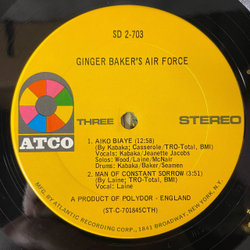 SD 2-703
GINGER BAKER'S AIR FORCE
THREE
STEREO
ATCO
1. AIKO BIAYE (12:58)
(By Kabaka; Casserale/TRO-Total, BMI)
Vocals: Kabaka/Jeanette Jacobs
Solos: Wood/Laine/McNair
Drums: Kabaka/Baker/Seamen
2. MAN OF CONSTANT SORROW (3:51)
(By Laine; TRO-Total, BMI)
Vocal: Laine
A PRODUCT OF POLYDOR - ENGLAND
(ST-C-701845CTH)
MFG. BY ATLANTIC RECORDING CORP., 1841 BROADWAY, NEW YORK, N.Y.